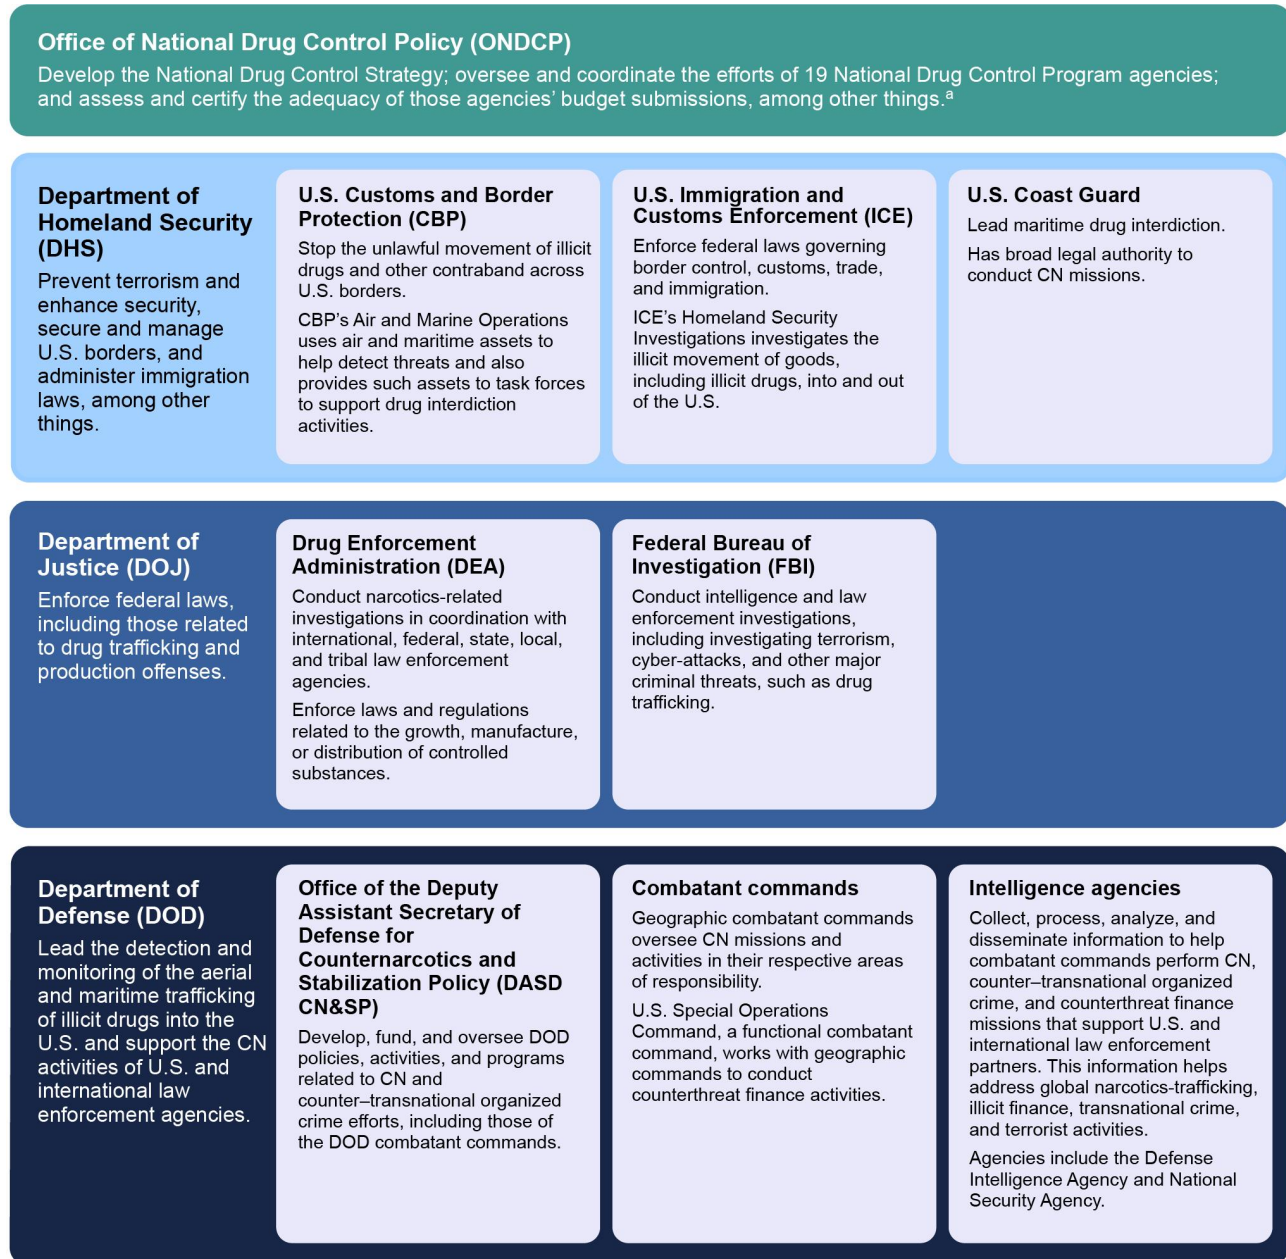 Office of National Drug Control Policy (ONDCP)
Develop the National Drug Control Strategy; oversee and coordinate the efforts of 19 National Drug Control Program agencies;
and assess and certify the adequacy of those agencies’ budget submissions, among other things.a
Department of
Homeland Security
(DHS)
Prevent terrorism and
enhance security,
secure and manage
U.S. borders, and
administer immigration
laws, among other
things.
U.S. Customs and Border
Protection (CBP)
Stop the unlawful movement of illicit
drugs and other contraband across
U.S. borders.
CBP’s Air and Marine Operations
uses air and maritime assets to
help detect threats and also
provides such assets to task forces
to support drug interdiction
activities.
U.S. Immigration and
Customs Enforcement (ICE)
Enforce federal laws governing
border control, customs, trade,
and immigration.
ICE’s Homeland Security
Investigations investigates the
illicit movement of goods,
including illicit drugs, into and out
of the U.S.
U.S. Coast Guard
Lead maritime drug interdiction.
Has broad legal authority to
conduct CN missions.
Department of
Justice (DOJ)
Enforce federal laws,
including those related
to drug trafficking and
production offenses.
Drug Enforcement
Administration (DEA)
Conduct narcotics-related
investigations in coordination with
international, federal, state, local,
and tribal law enforcement
agencies.
Enforce laws and regulations
related to the growth, manufacture,
or distribution of controlled
substances.
Federal Bureau of
Investigation (FBI)
Conduct intelligence and law
enforcement investigations,
including investigating terrorism,
cyber-attacks, and other major
criminal threats, such as drug
trafficking.
Department of
Defense (DOD)
Lead the detection and
monitoring of the aerial
and maritime trafficking
of illicit drugs into the
U.S. and support the CN
activities of U.S. and
international law
enforcement agencies.
Office of the Deputy
Assistant Secretary of
Defense for
Counternarcotics and
Stabilization Policy (DASD
CN&SP)
Develop, fund, and oversee DOD
policies, activities, and programs
related to CN and
counter–transnational organized
crime efforts, including those of
the DOD combatant commands.
Combatant commands
Geographic combatant commands
oversee CN missions and
activities in their respective areas
of responsibility.
U.S. Special Operations
Command, a functional combatant
command, works with geographic
commands to conduct
counterthreat finance activities.
Intelligence agencies
Collect, process, analyze, and
disseminate information to help
combatant commands perform CN,
counter–transnational organized
crime, and counterthreat finance
missions that support U.S. and
international law enforcement
partners. This information helps
address global narcotics-trafficking,
illicit finance, transnational crime,
and terrorist activities.
Agencies include the Defense
Intelligence Agency and National
Security Agency.